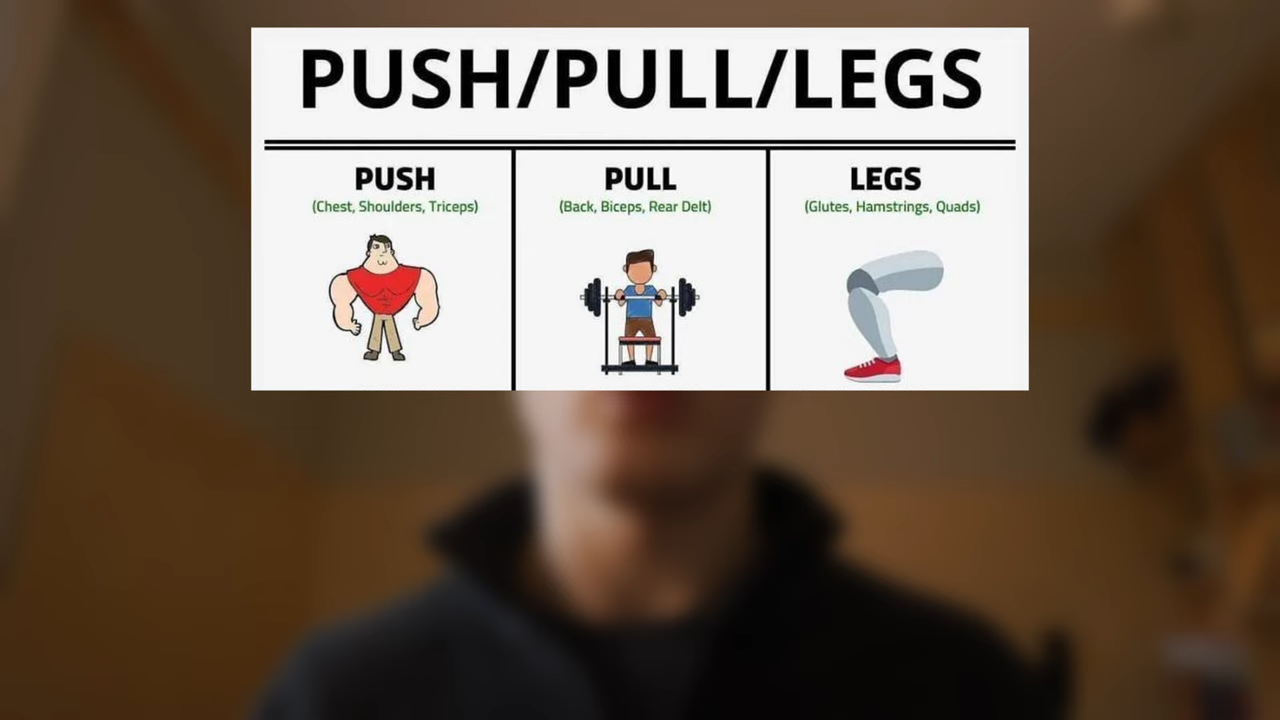 PUSH/PULL/LEGS
PUSH
(Chest, Shoulders, Triceps)
PULL
(Back, Biceps, Rear Delt)
LEGS
(Glutes, Hamstrings, Quads)